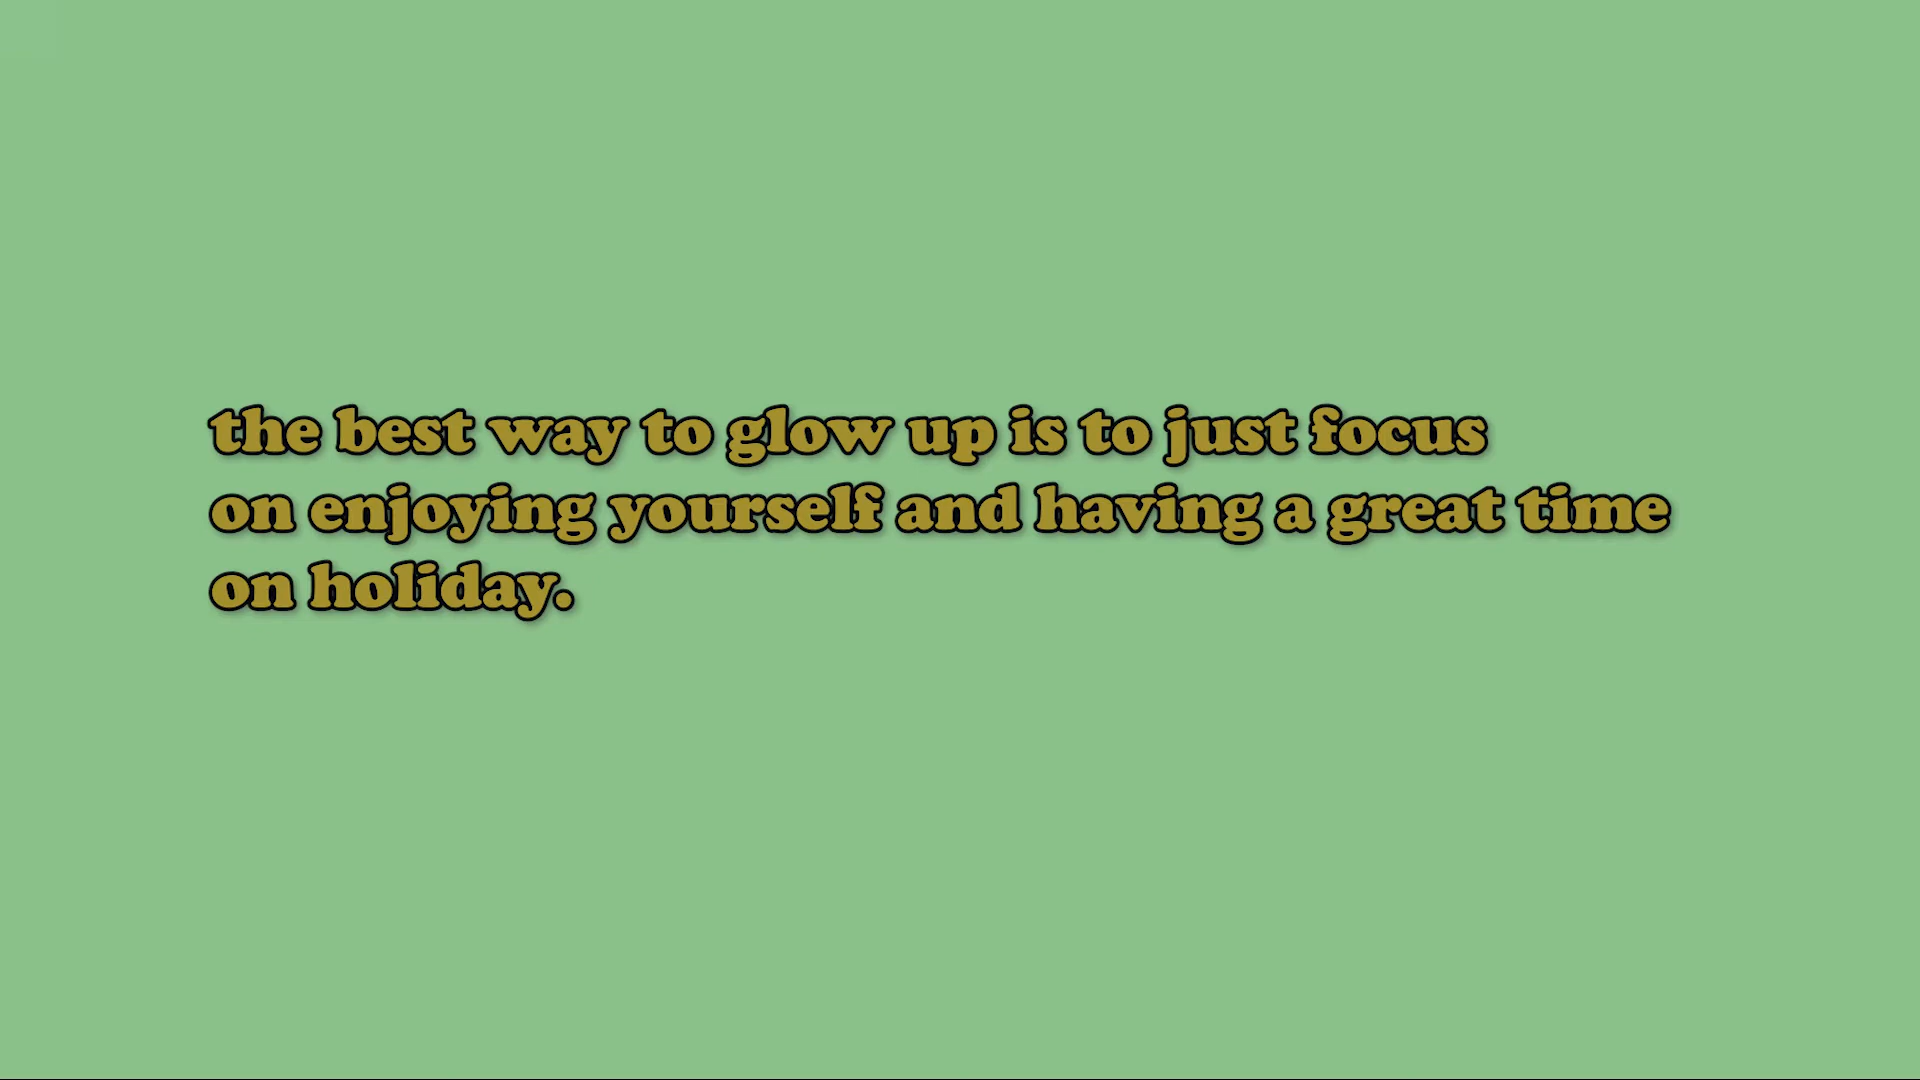 the best way to glow up is to just focus
on enjoying yourself and having a great time
on holiday.